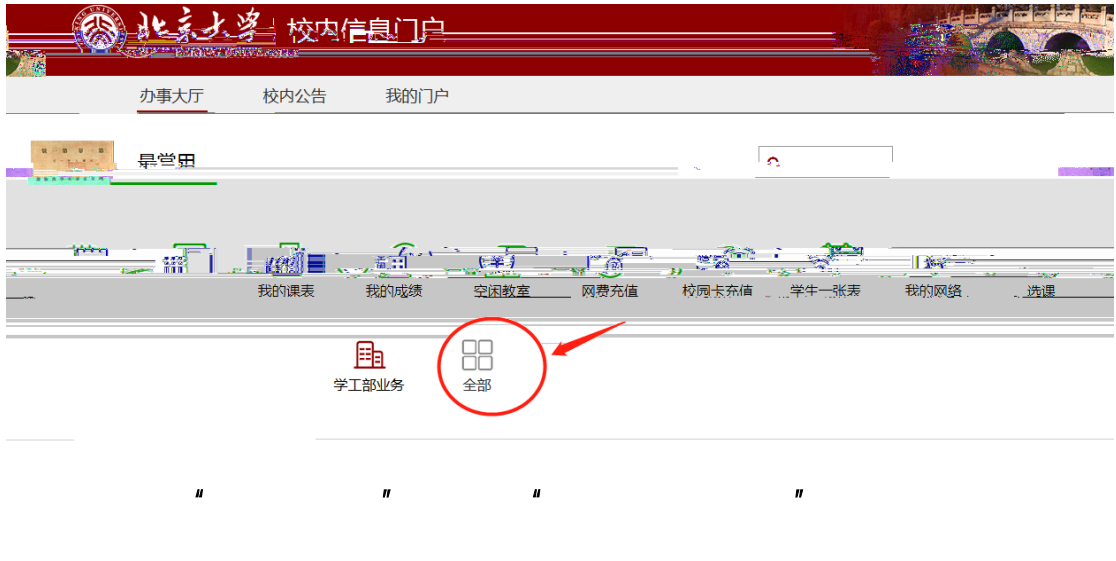 北京大学 校内信息门户
办事大厅 校内公告 我的门户
最常用
我的课表 我的成绩 空闲教室 网费充值 校园卡充值 学生一张表 我的网络 选课
学工部业务 全部
“ ” “ ”